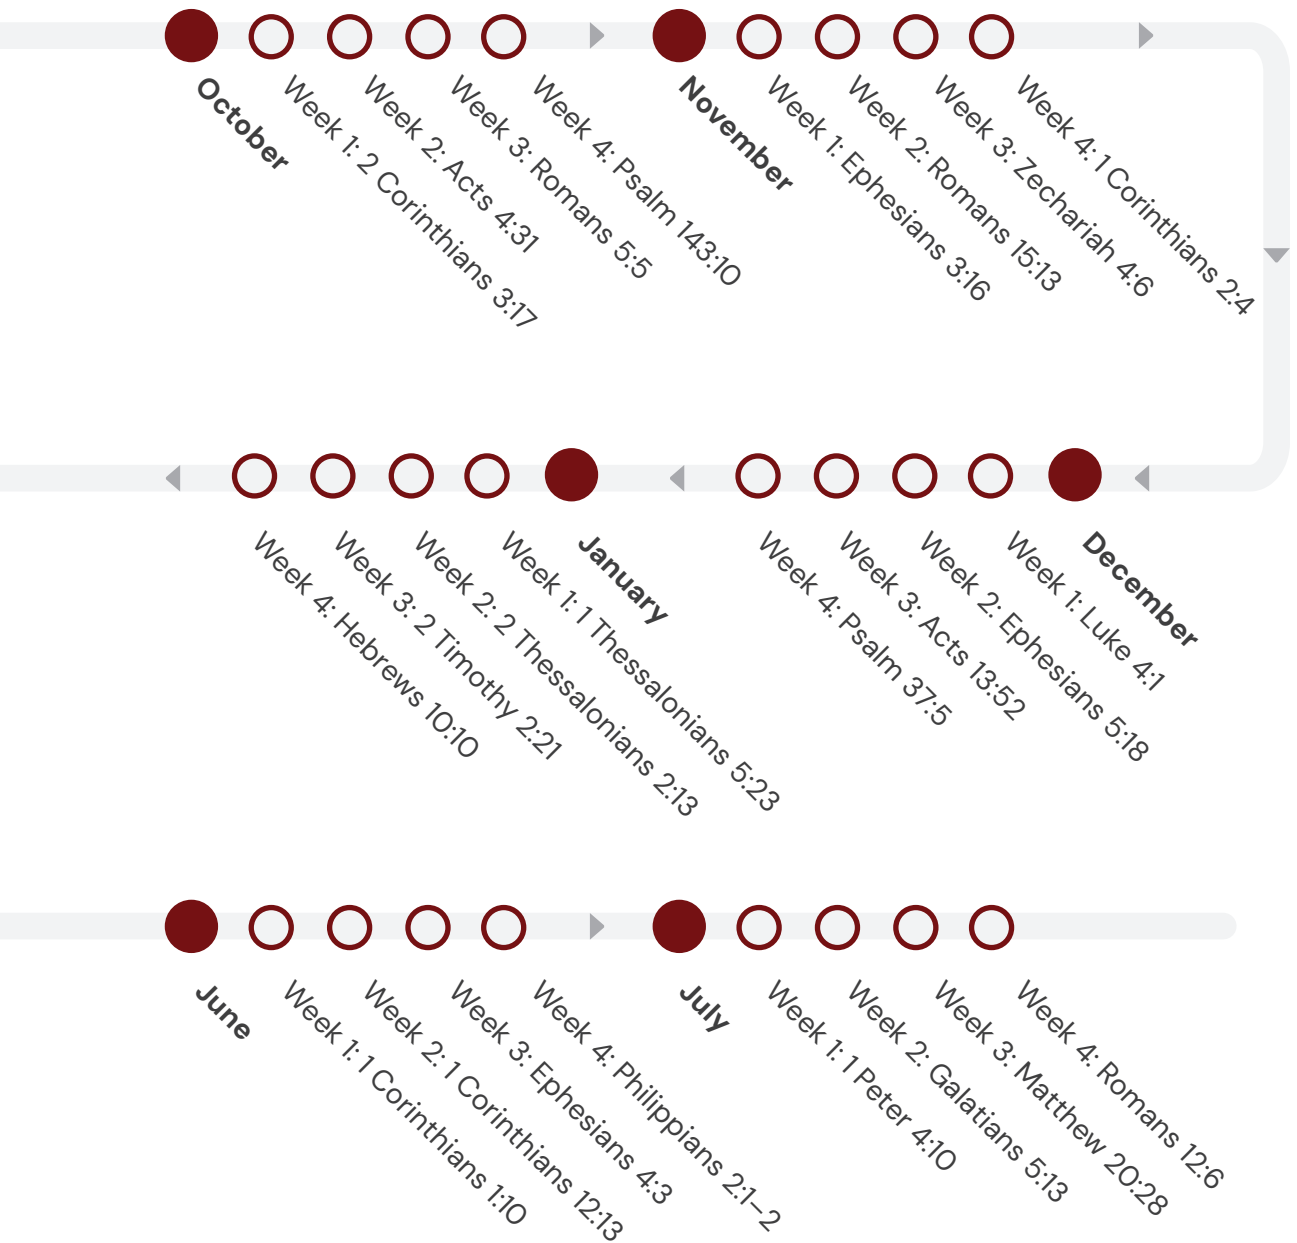 October
Week 1: 2 Corinthians 3:17
Week 2: Acts 4:31
Week 3: Romans 5:5
Week 4: Psalm 143:10
November
Week 1: Ephesians 3:16
Week 2: Romans 15:13
Week 3: Zechariah 4:6
Week 4: 1 Corinthians 2:4
December
Week 1: Luke 4:1
Week 2: Ephesians 5:18
Week 3: Acts 13:52
Week 4: Psalm 37:5
January
Week 1: 1 Thessalonians 5:23
Week 2: 2 Thessalonians 2:13
Week 3: 2 Timothy 2:21
Week 4: Hebrews 10:10
June
Week 1: 1 Corinthians 1:10
Week 2: 1 Corinthians 12:13
Week 3: Ephesians 4:3
Week 4: Philippians 2:1–2
July
Week 1: 1 Peter 4:10
Week 2: Galatians 5:13
Week 3: Matthew 20:28
Week 4: Romans 12:6